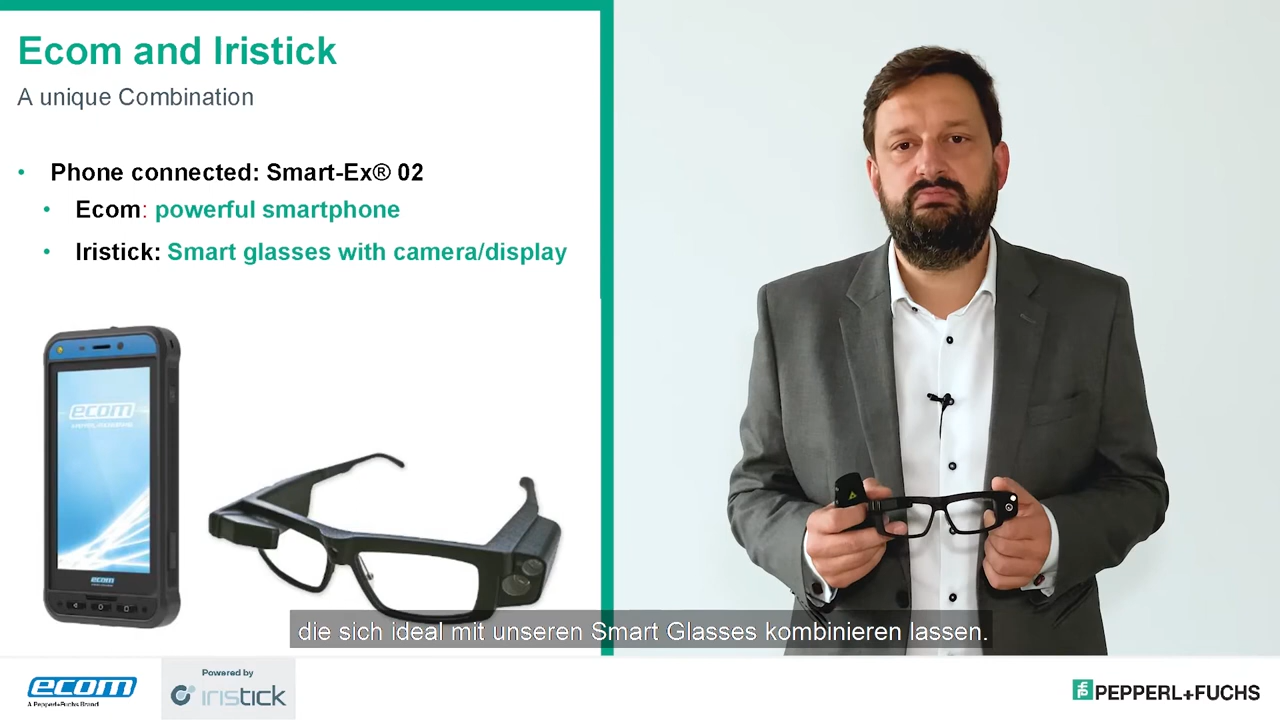 Ecom and Iristick
A unique Combination
• Phone connected: Smart-Ex® 02
• Ecom: powerful smartphone
• Iristick: Smart glasses with camera/display
ecom
ecom
die sich ideal mit unseren Smart Glasses kombinieren lassen.
ecom
A Pepperl+Fuchs Brand
Powered by
iristick
PEPPERL+FUCHS